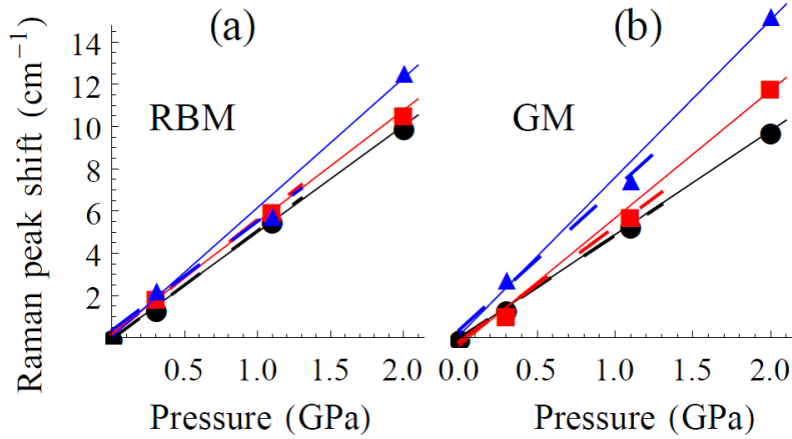 (a) (b)
RBM GM
Raman peak shift (cm⁻¹)
14
12
10
8
6
4
2
0.5 1.0 1.5 2.0 0.0 0.5 1.0 1.5 2.0
Pressure (GPa) Pressure (GPa)